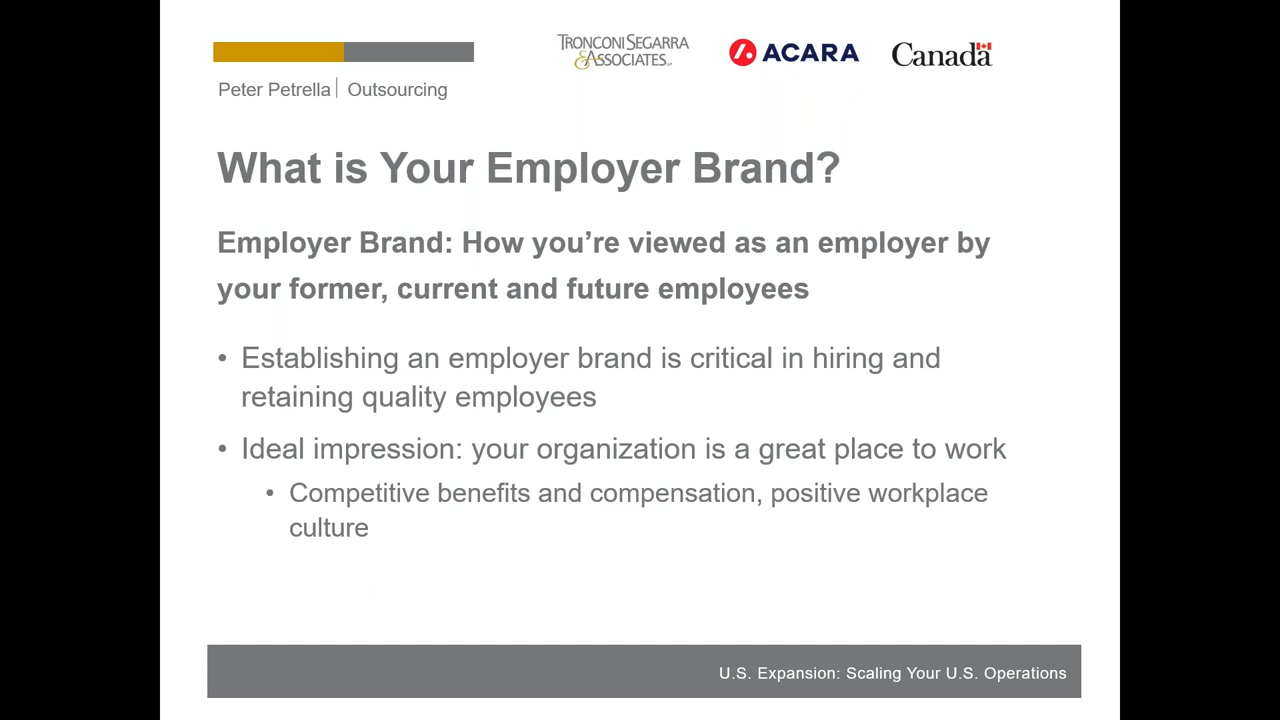 TRONCONI SEGARRA
& ASSOCIATES LLP
ACARA
Canada
Peter Petrella | Outsourcing
What is Your Employer Brand?
Employer Brand: How you’re viewed as an employer by
your former, current and future employees
• Establishing an employer brand is critical in hiring and
retaining quality employees
• Ideal impression: your organization is a great place to work
• Competitive benefits and compensation, positive workplace
culture
U.S. Expansion: Scaling Your U.S. Operations